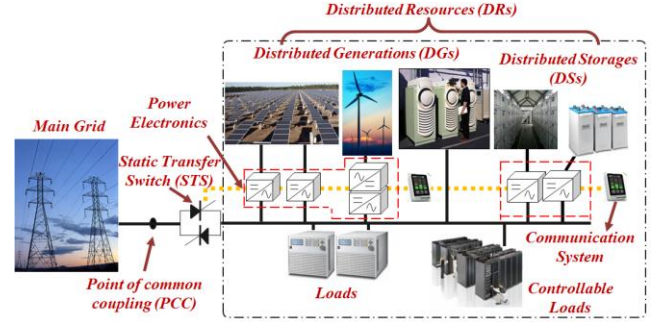 Distributed Resources (DRs)
Distributed Generations (DGs)
Distributed Storages
(DSs)
Power
Electronics
Main Grid
Static Transfer
Switch (STS)
Point of common
coupling (PCC)
Loads
Communication
System
Controllable
Loads